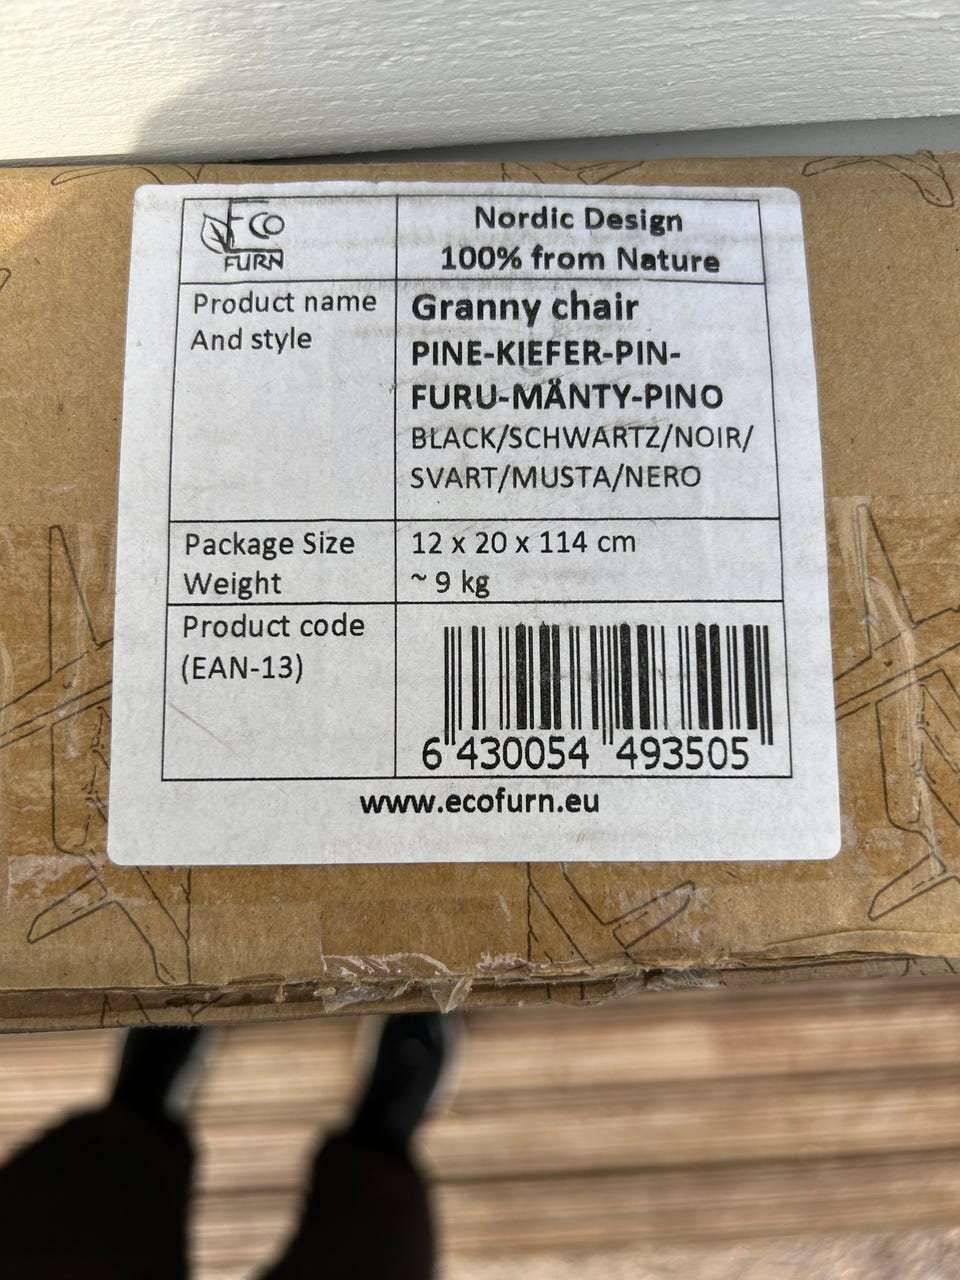 ECO
FURN
Nordic Design
100% from Nature
Product name
And style
Granny chair
PINE-KIEFER-PIN-
FURU-MÄNTY-PINO
BLACK/SCHWARTZ/NOIR/
SVART/MUSTA/NERO
Package Size
12 x 20 x 114 cm
Weight
~ 9 kg
Product code
(EAN-13)
6 430054 493505
www.ecofurn.eu